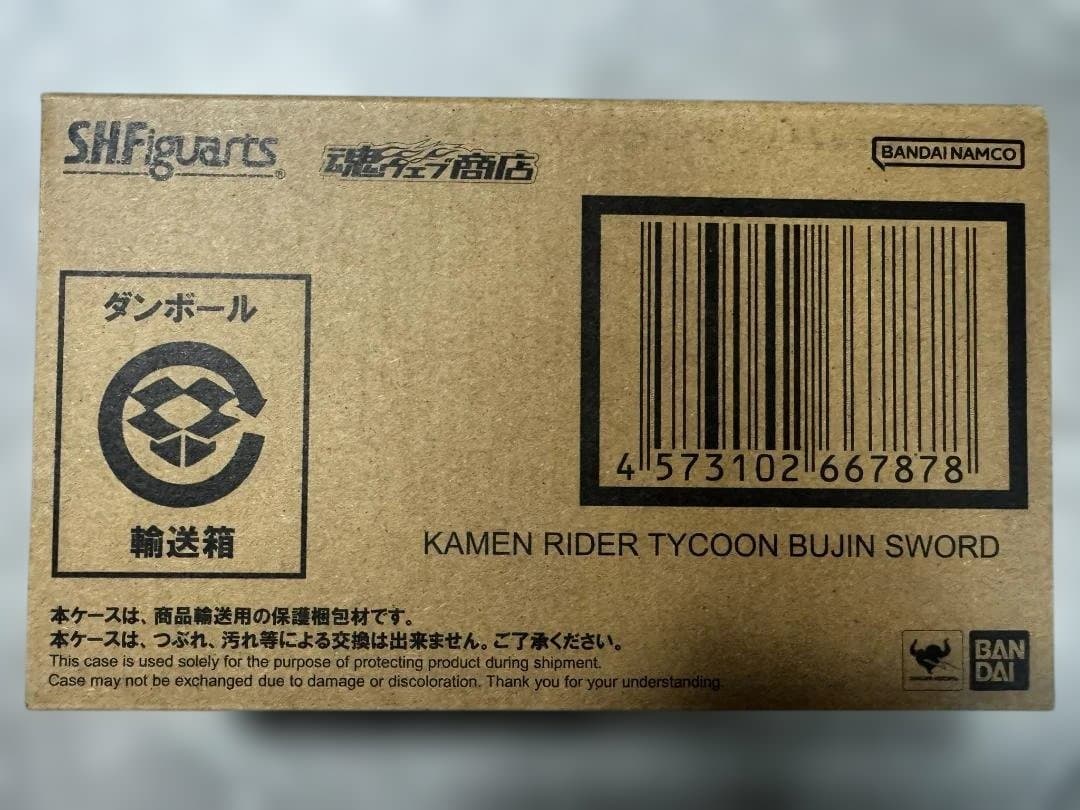 S.H.Figuarts®
魂ウェブ商店
BANDAI NAMCO
ダンボール
輸送箱
4 573102 667878
KAMEN RIDER TYCOON BUJIN SWORD
本ケースは、商品輸送用の保護梱包材です。
本ケースは、つぶれ、汚れ等による交換は出来ません。ご了承ください。
This case is used solely for the purpose of protecting product during shipment.
Case may not be exchanged due to damage or discoloration. Thank you for your understanding.
BAN
DAI